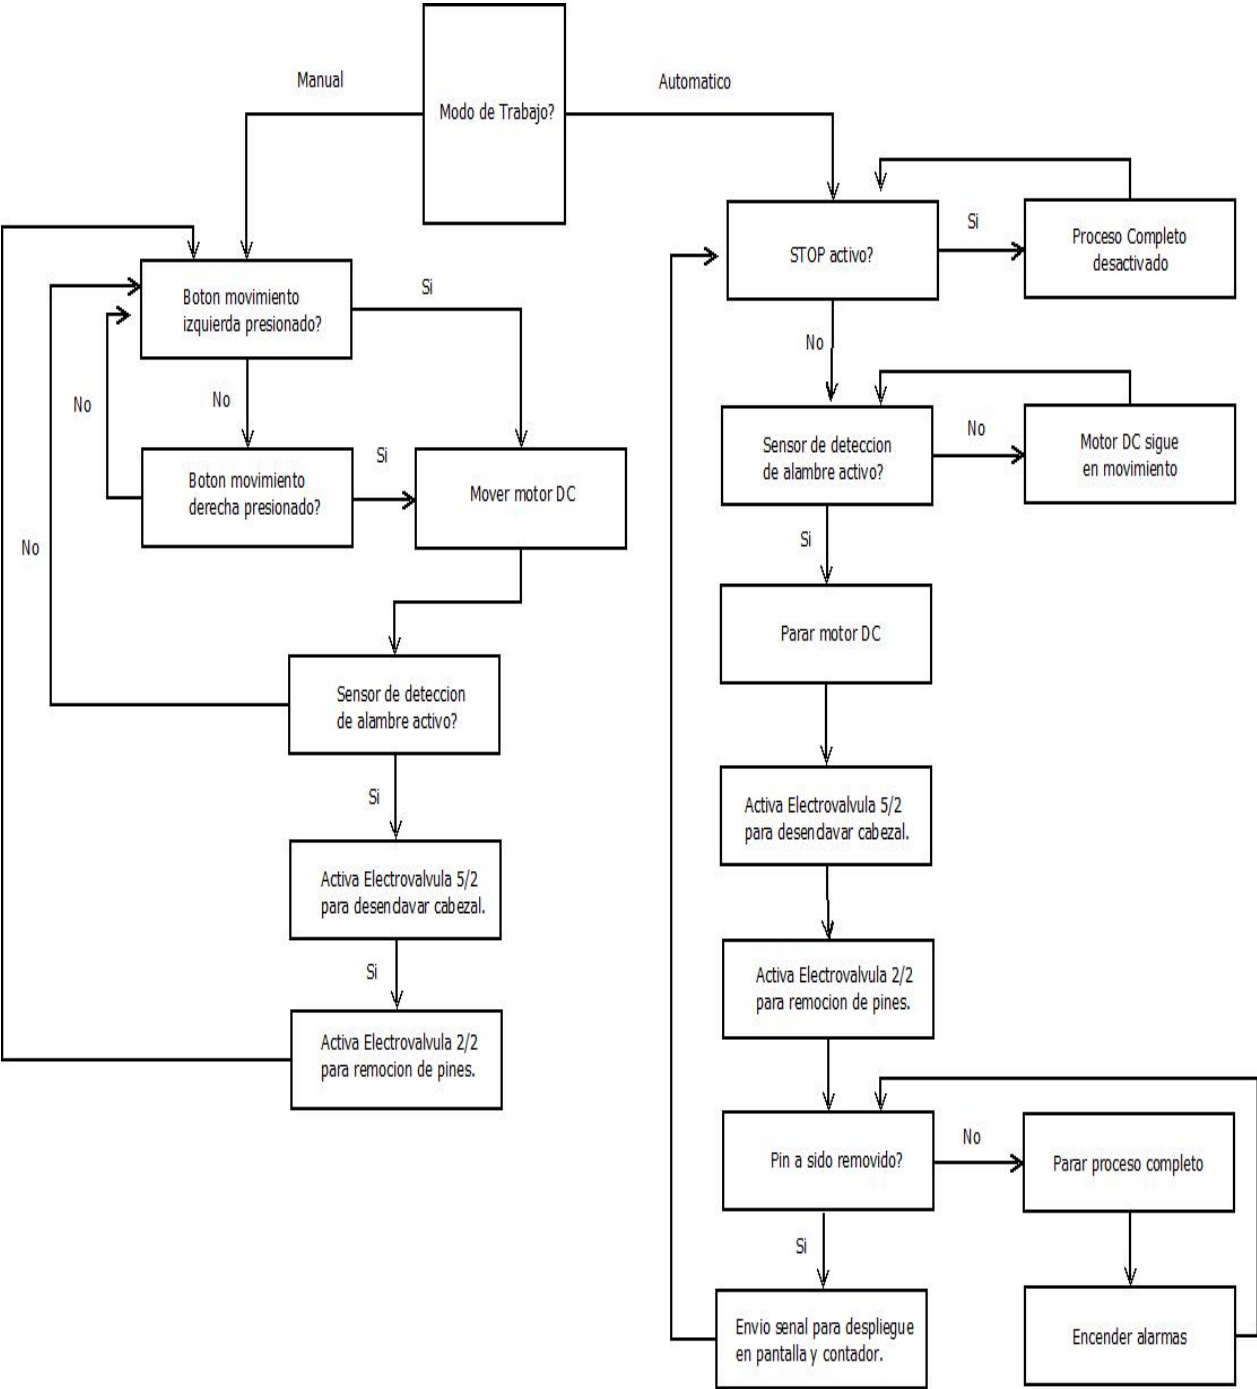 Modo de Trabajo?
Manual
Boton movimiento
izquierda presionado?
Si
No
No
Boton movimiento
derecha presionado?
Si
Mover motor DC
No
Sensor de deteccion
de alambre activo?
Si
Activa Electrovalvula 5/2
para desendavar cabezal.
Si
Activa Electrovalvula 2/2
para remocion de pines.
Automatico
STOP activo?
Si
Proceso Completo
desactivado
No
Sensor de deteccion
de alambre activo?
No
Motor DC sigue
en movimiento
Si
Parar motor DC
Activa Electrovalvula 5/2
para desendavar cabezal.
Activa Electrovalvula 2/2
para remocion de pines.
Pin a sido removido?
No
Parar proceso completo
Si
Envio senal para despliegue
en pantalla y contador.
Encender alarmas